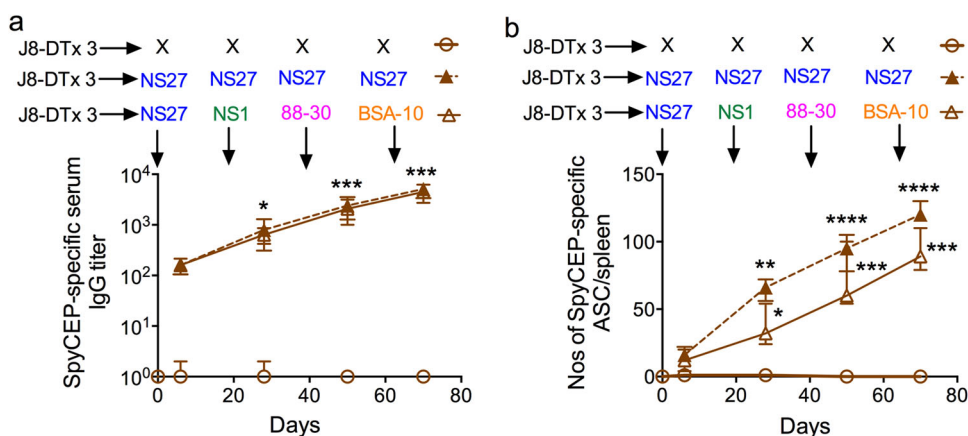 a
J8-DTx 3 X X X X
J8-DTx 3 NS27 NS27 NS27 NS27
J8-DTx 3 NS27 NS1 88-30 BSA-10
SpyCEP-specific serum
IgG titer
10⁴
10³
10²
10¹
10⁰
* *** ***
0 20 40 60 80
Days
b
J8-DTx 3 X X X X
J8-DTx 3 NS27 NS27 NS27 NS27
J8-DTx 3 NS27 NS1 88-30 BSA-10
Nos of SpyCEP-specific
ASC/spleen
150
100
50
0
** **** ****
* *** ***
0 20 40 60 80
Days